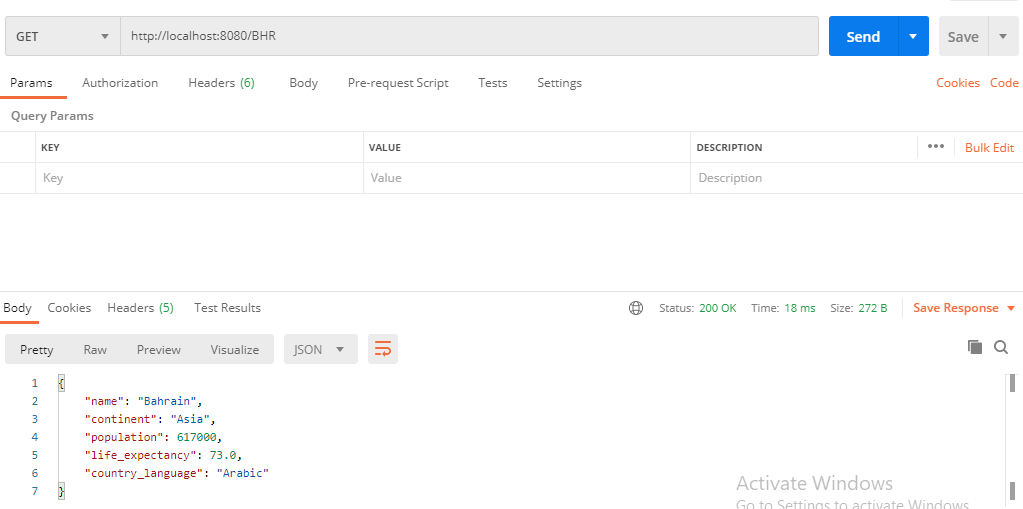 GET http://localhost:8080/BHR Send Save
Params Authorization Headers (6) Body Pre-request Script Tests Settings Cookies Code
Query Params
KEY VALUE DESCRIPTION ••• Bulk Edit
Key Value Description
Body Cookies Headers (5) Test Results Status: 200 OK Time: 18 ms Size: 272 B Save Response
Pretty Raw Preview Visualize JSON
1 {
2 "name": "Bahrain",
3 "continent": "Asia",
4 "population": 617000,
5 "life_expectancy": 73.0,
6 "country_language": "Arabic"
7 }
Activate Windows
Go to Settings to activate Windows.